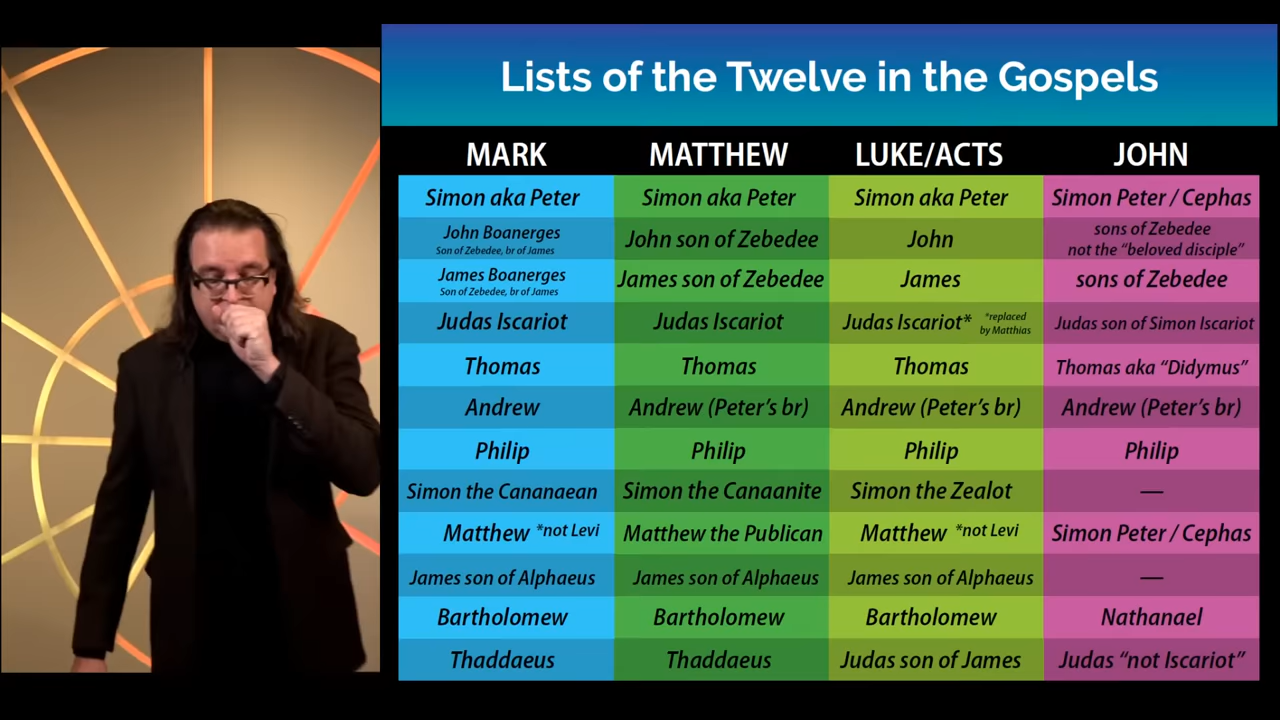 Lists of the Twelve in the Gospels
MARK MATTHEW LUKE/ACTS JOHN
Simon aka Peter Simon aka Peter Simon aka Peter Simon Peter / Cephas
John Boanerges
Son of Zebedee, br of James
John son of Zebedee John
sons of Zebedee
not the “beloved disciple”
James Boanerges
Son of Zebedee, br of James
James son of Zebedee James sons of Zebedee
Judas Iscariot Judas Iscariot Judas Iscariot*
*replaced
by Matthias
Judas son of Simon Iscariot
Thomas Thomas Thomas Thomas aka “Didymus”
Andrew Andrew (Peter’s br) Andrew (Peter’s br) Andrew (Peter’s br)
Philip Philip Philip Philip
Simon the Cananaean Simon the Canaanite Simon the Zealot —
Matthew *not Levi Matthew the Publican Matthew *not Levi Simon Peter / Cephas
James son of Alphaeus James son of Alphaeus James son of Alphaeus —
Bartholomew Bartholomew Bartholomew Nathanael
Thaddaeus Thaddaeus Judas son of James Judas “not Iscariot”